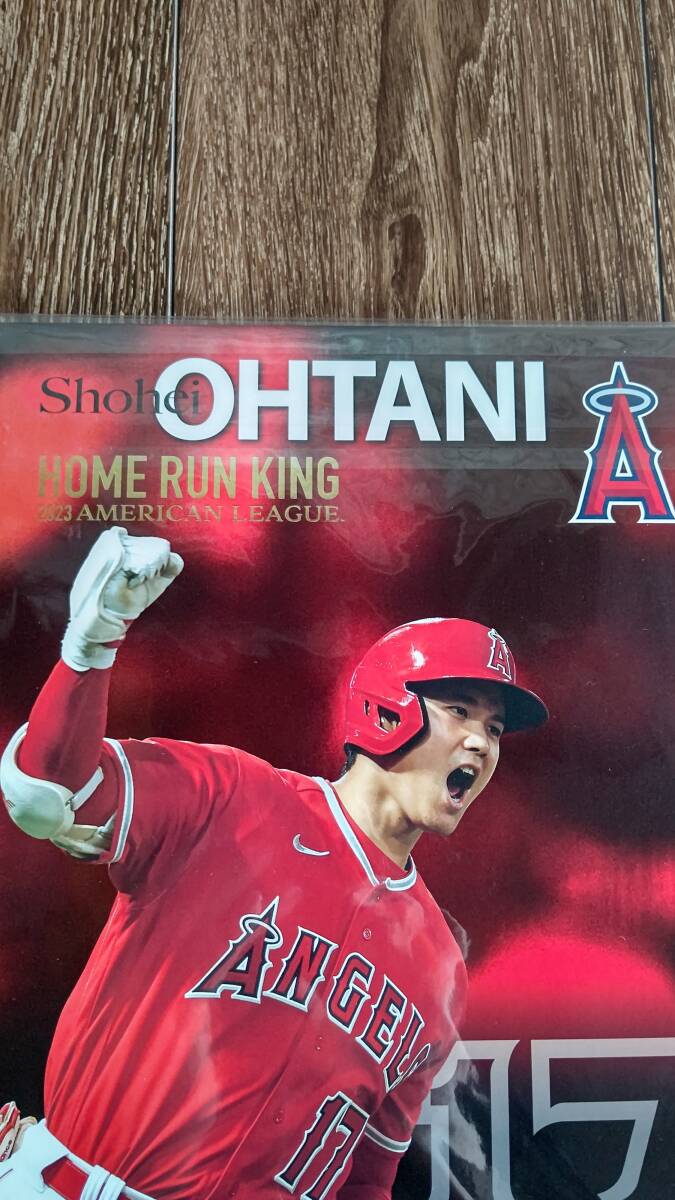 Shohei OHTANI
HOME RUN KING
2023 AMERICAN LEAGUE.
A
A
ANGELS
17